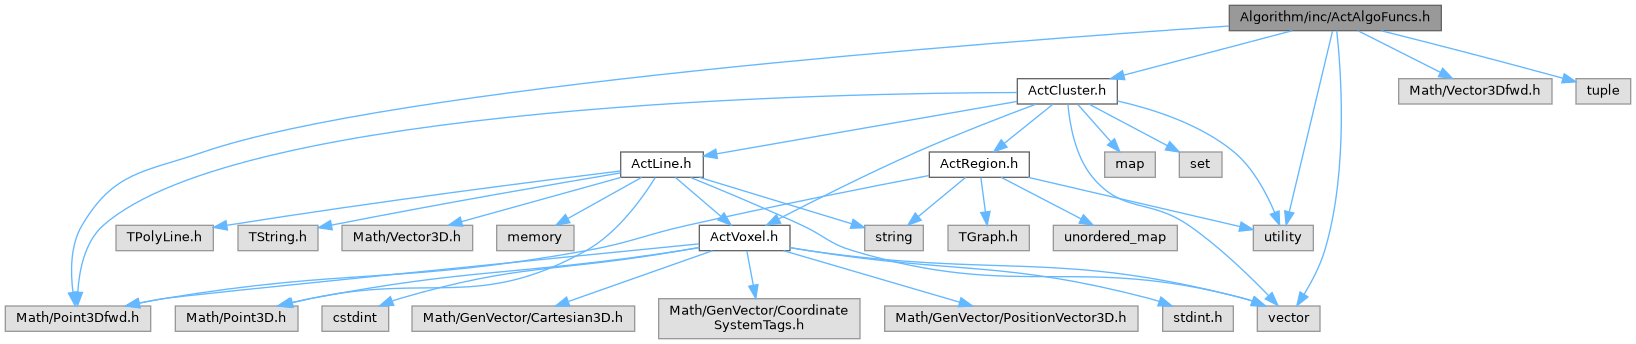 Algorithm/inc/ActAlgoFuncs.h
ActCluster.h
Math/Vector3Dfwd.h
tuple
ActLine.h
ActRegion.h
map
set
TPolyLine.h
TString.h
Math/Vector3D.h
memory
ActVoxel.h
string
TGraph.h
unordered_map
utility
Math/Point3Dfwd.h
Math/Point3D.h
cstdint
Math/GenVector/Cartesian3D.h
Math/GenVector/Coordinate
SystemTags.h
Math/GenVector/PositionVector3D.h
stdint.h
vector